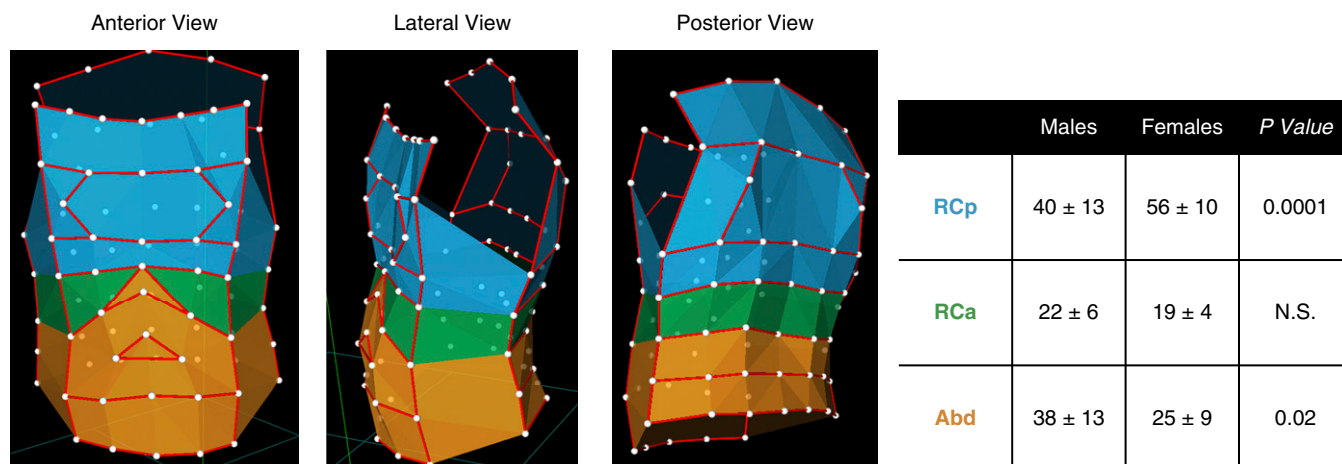 Anterior View
Lateral View
Posterior View
Males Females P Value
RCp 40 ± 13 56 ± 10 0.0001
RCa 22 ± 6 19 ± 4 N.S.
Abd 38 ± 13 25 ± 9 0.02